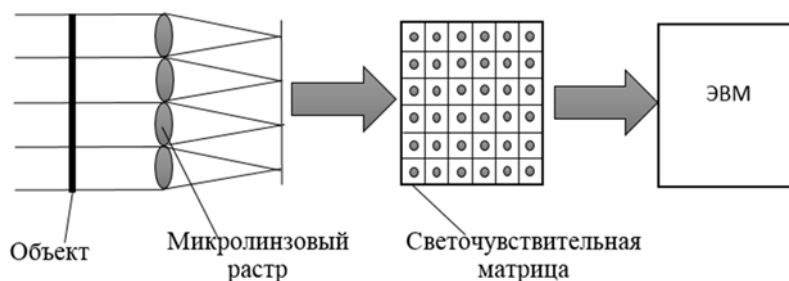 ЭВМ
Объект
Микролинзовый
растр
Светочувствительная
матрица